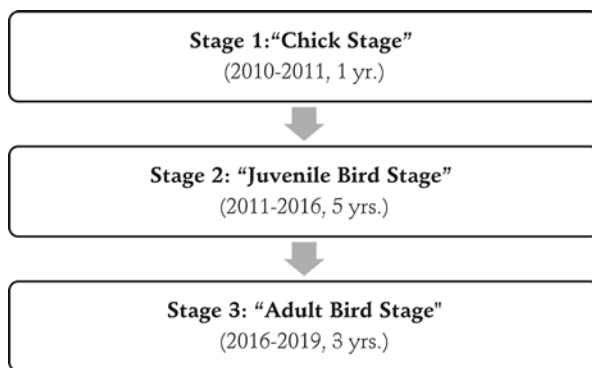 Stage 1:“Chick Stage”
(2010-2011, 1 yr.)
Stage 2: “Juvenile Bird Stage”
(2011-2016, 5 yrs.)
Stage 3: “Adult Bird Stage"
(2016-2019, 3 yrs.)